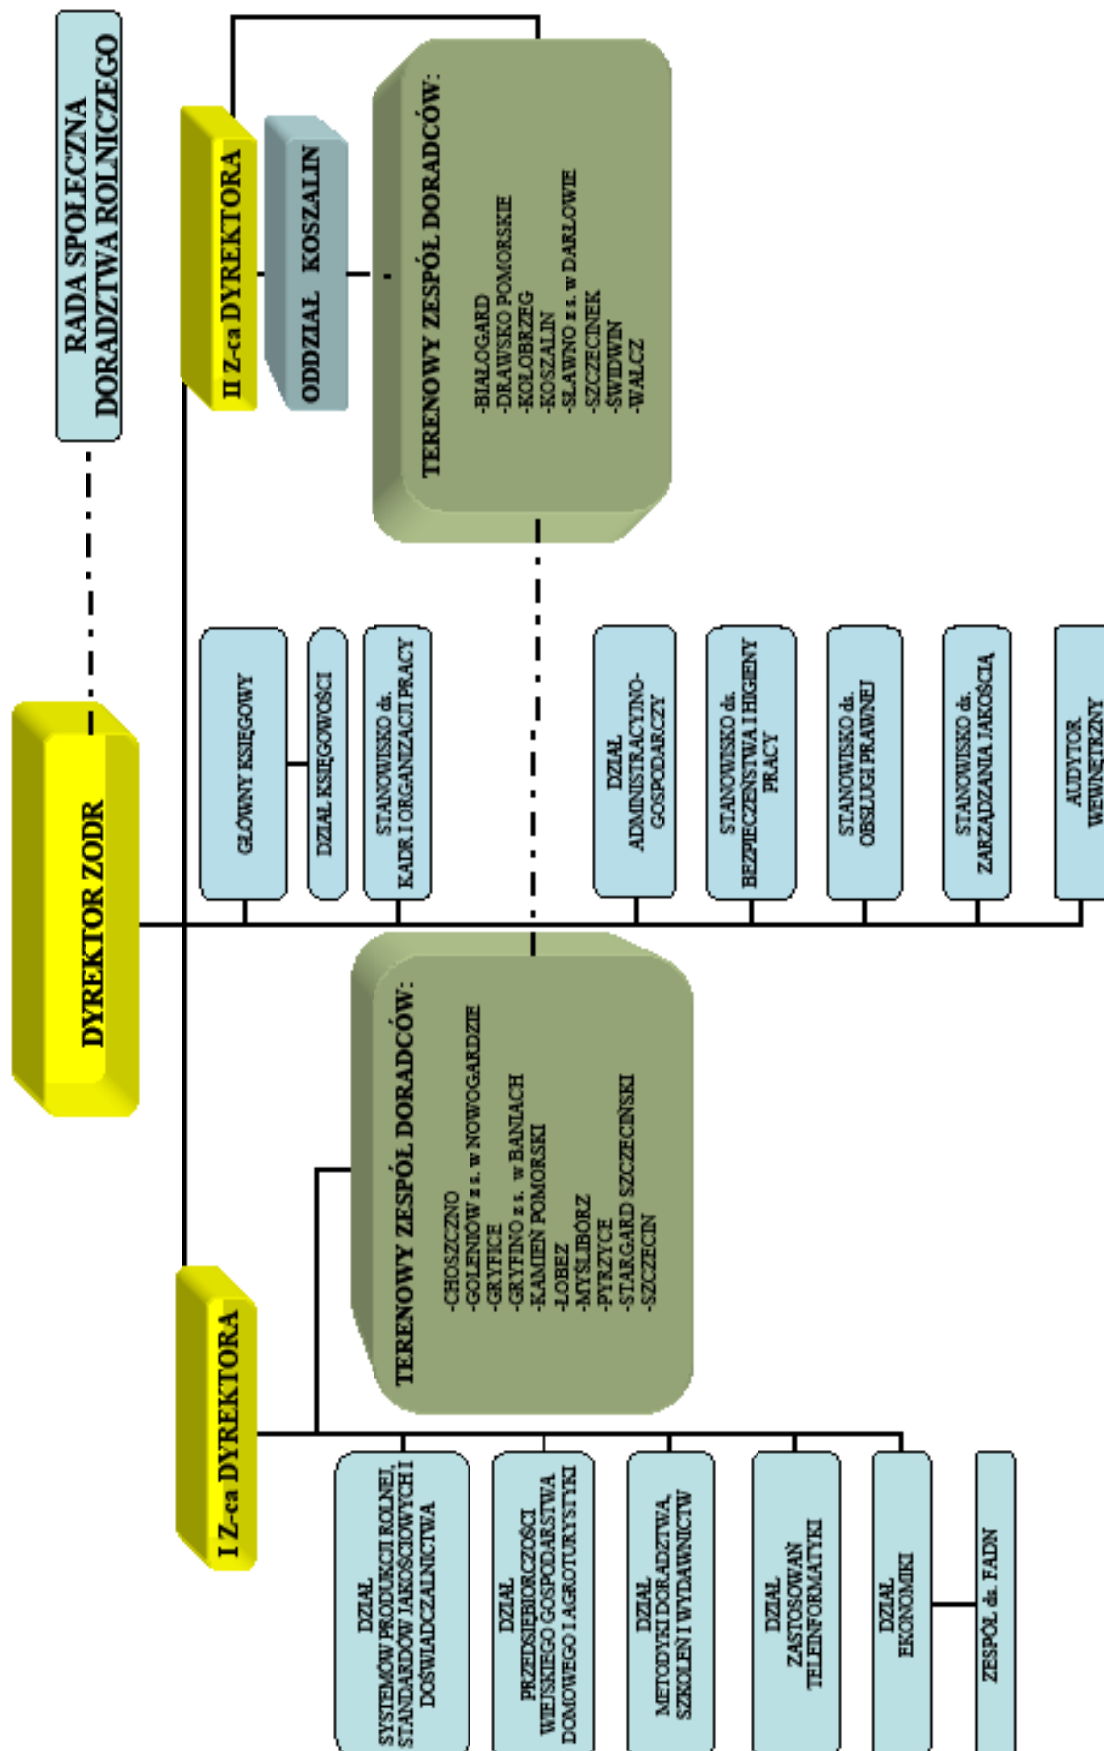 RADA SPOŁECZNA
DORADZTWA ROLNICZEGO
DYREKTOR ZODR
I Z-ca DYREKTORA
II Z-ca DYREKTORA
ODDZIAŁ KOSZALIN
GŁÓWNY KSIĘGOWY
DZIAŁ KSIĘGOWOŚCI
STANOWISKO ds.
KADR I ORGANIZACJI PRACY
DZIAŁ
ADMINISTRACYJNO-
GOSPODARCZY
STANOWISKO ds.
BEZPIECZEŃSTWA I HIGIENY
PRACY
STANOWISKO ds.
OBSŁUGI PRAWNEJ
STANOWISKO ds.
ZARZĄDZANIA JAKOŚCIĄ
AUDYTOR
WEWNĘTRZNY
TERENOWY ZESPÓŁ DORADCÓW:
-CHOSZCZNO
-GOLENIÓW z s. w NOWOGARDZIE
-GRYFICE
-GRYFINO z s. w BANIACH
-KAMIEŃ POMORSKI
-ŁOBEZ
-MYŚLIBÓRZ
-PYRZYCE
-STARGARD SZCZECIŃSKI
-SZCZECIN
TERENOWY ZESPÓŁ DORADCÓW:
-BIAŁOGARD
-DRAWSKO POMORSKIE
-KOŁOBRZEG
-KOSZALIN
-SŁAWNO z s. w DARŁOWIE
-SZCZECINEK
-ŚWIDWIN
-WAŁCZ
DZIAŁ
SYSTEMÓW PRODUKCJI ROLNEJ,
STANDARDÓW JAKOŚCIOWYCH I
DOŚWIADCZALNICTWA
DZIAŁ
PRZEDSIĘBIORCZOŚCI
WIEJSKIEGO GOSPODARSTWA
DOMOWEGO I AGROTURYSTYKI
DZIAŁ
METODYKI DORADZTWA,
SZKOLEŃ I WYDAWNICTW
DZIAŁ
ZASTOSOWAŃ
TELEINFORMATYKI
DZIAŁ
EKONOMIKI
ZESPÓŁ ds. FADN